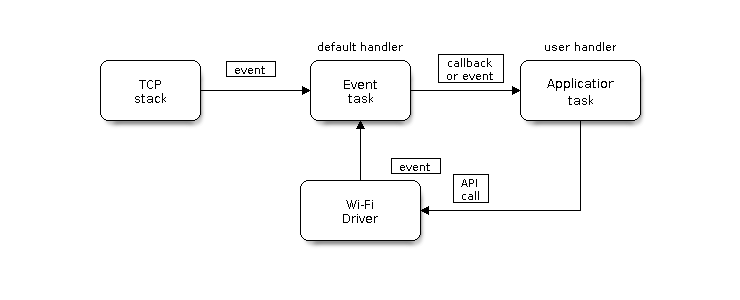 default handler
user handler
TCP
stack
event
Event
task
callback
or event
Application
task
event
API
call
Wi-Fi
Driver